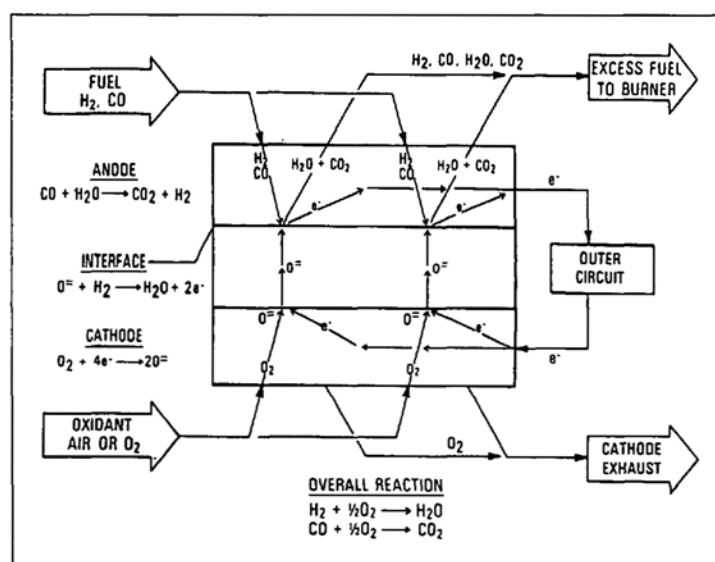 FUEL
H₂, CO
H₂, CO, H₂O, CO₂
EXCESS FUEL
TO BURNER
ANODE
CO + H₂O → CO₂ + H₂
H₂
CO
H₂O + CO₂
H₂
CO
H₂O + CO₂
e⁻
e⁻
e⁻
INTERFACE
O⁼ + H₂ → H₂O + 2e⁻
O⁼
O⁼
OUTER
CIRCUIT
CATHODE
O₂ + 4e⁻ → 2O⁼
O⁼
O⁼
e⁻
e⁻
e⁻
O₂
O₂
OXIDANT
AIR OR O₂
O₂
CATHODE
EXHAUST
OVERALL REACTION
H₂ + ½O₂ → H₂O
CO + ½O₂ → CO₂